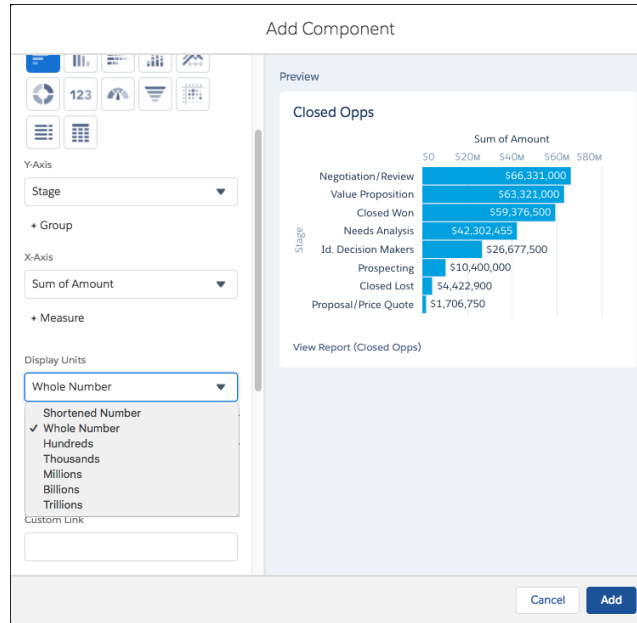 Add Component
123
Y-Axis
Stage
+ Group
X-Axis
Sum of Amount
+ Measure
Display Units
Whole Number
Shortened Number
✓ Whole Number
Hundreds
Thousands
Millions
Billions
Trillions
Custom Link
Preview
Closed Opps
Sum of Amount
$0 $20M $40M $60M $80M
Stage
Negotiation/Review $66,331,000
Value Proposition $63,321,000
Closed Won $59,376,500
Needs Analysis $42,302,455
Id. Decision Makers $26,677,500
Prospecting $10,400,000
Closed Lost $4,422,900
Proposal/Price Quote $1,706,750
View Report (Closed Opps)
Cancel Add